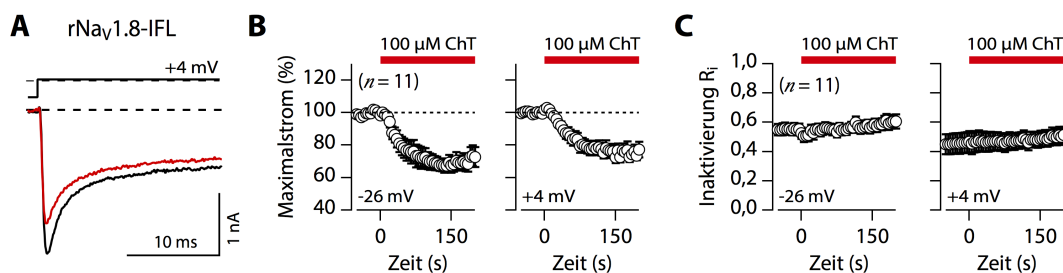 A
rNaV1.8-IFL
+4 mV
10 ms
1 nA
B
100 µM ChT
100 µM ChT
Maximalstrom (%)
120
100
80
60
40
(n = 11)
-26 mV
+4 mV
0
150
0
150
Zeit (s)
Zeit (s)
C
100 µM ChT
100 µM ChT
Inaktivierung Ri
1,0
0,8
0,6
0,4
0,2
0,0
(n = 11)
-26 mV
+4 mV
0
150
0
150
Zeit (s)
Zeit (s)